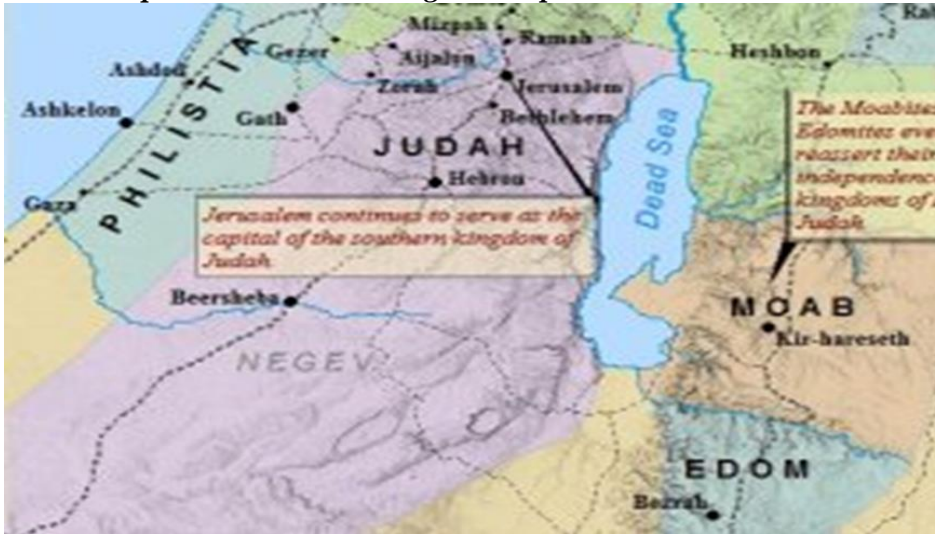 Mizpah
Ramah
Gezer
Aijalon
Heshbon
Ashdod
Zorah
Jerusalem
Ashkelon
Gath
Bethlehem
PHILISTIA
JUDAH
Dead Sea
The Moabites
Edomites eve
reassert their
independenc
kingdoms of
Judah
Hebron
Gaza
Jerusalem continues to serve as the
capital of the southern kingdom of
Judah
Beersheba
MOAB
Kir-hareseth
NEGEV
EDOM
Bozrah